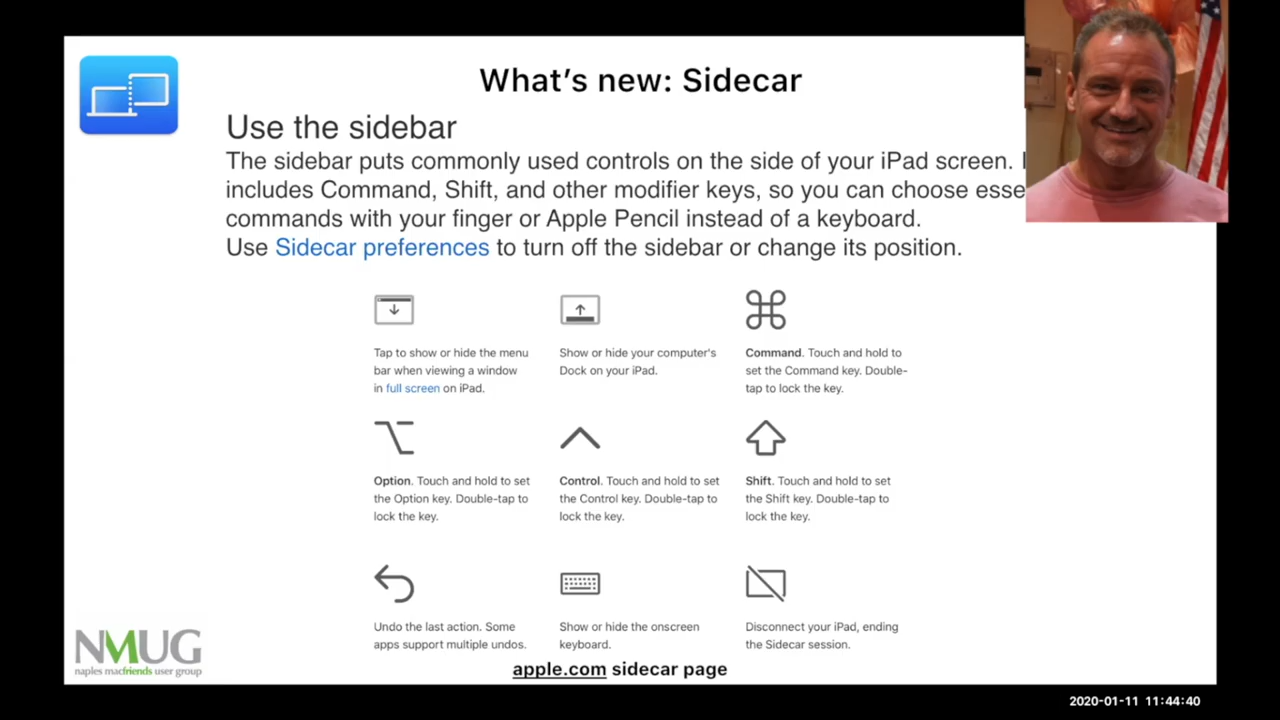 What's new: Sidecar
Use the sidebar
The sidebar puts commonly used controls on the side of your iPad screen.
includes Command, Shift, and other modifier keys, so you can choose
commands with your finger or Apple Pencil instead of a keyboard.
Use Sidecar preferences to turn off the sidebar or change its position.
Tap to show or hide the menu
bar when viewing a window
in full screen on iPad.
Show or hide your computer's
Dock on your iPad.
Command. Touch and hold to
set the Command key. Double-
tap to lock the key.
Option. Touch and hold to set
the Option key. Double-tap to
lock the key.
Control. Touch and hold to set
the Control key. Double-tap to
lock the key.
Shift. Touch and hold to set
the Shift key. Double-tap to
lock the key.
Undo the last action. Some
apps support multiple undos.
Show or hide the onscreen
keyboard.
Disconnect your iPad, ending
the Sidecar session.
NMUG
naples macfriends user group
apple.com sidecar page
2020-01-11 11:44:40